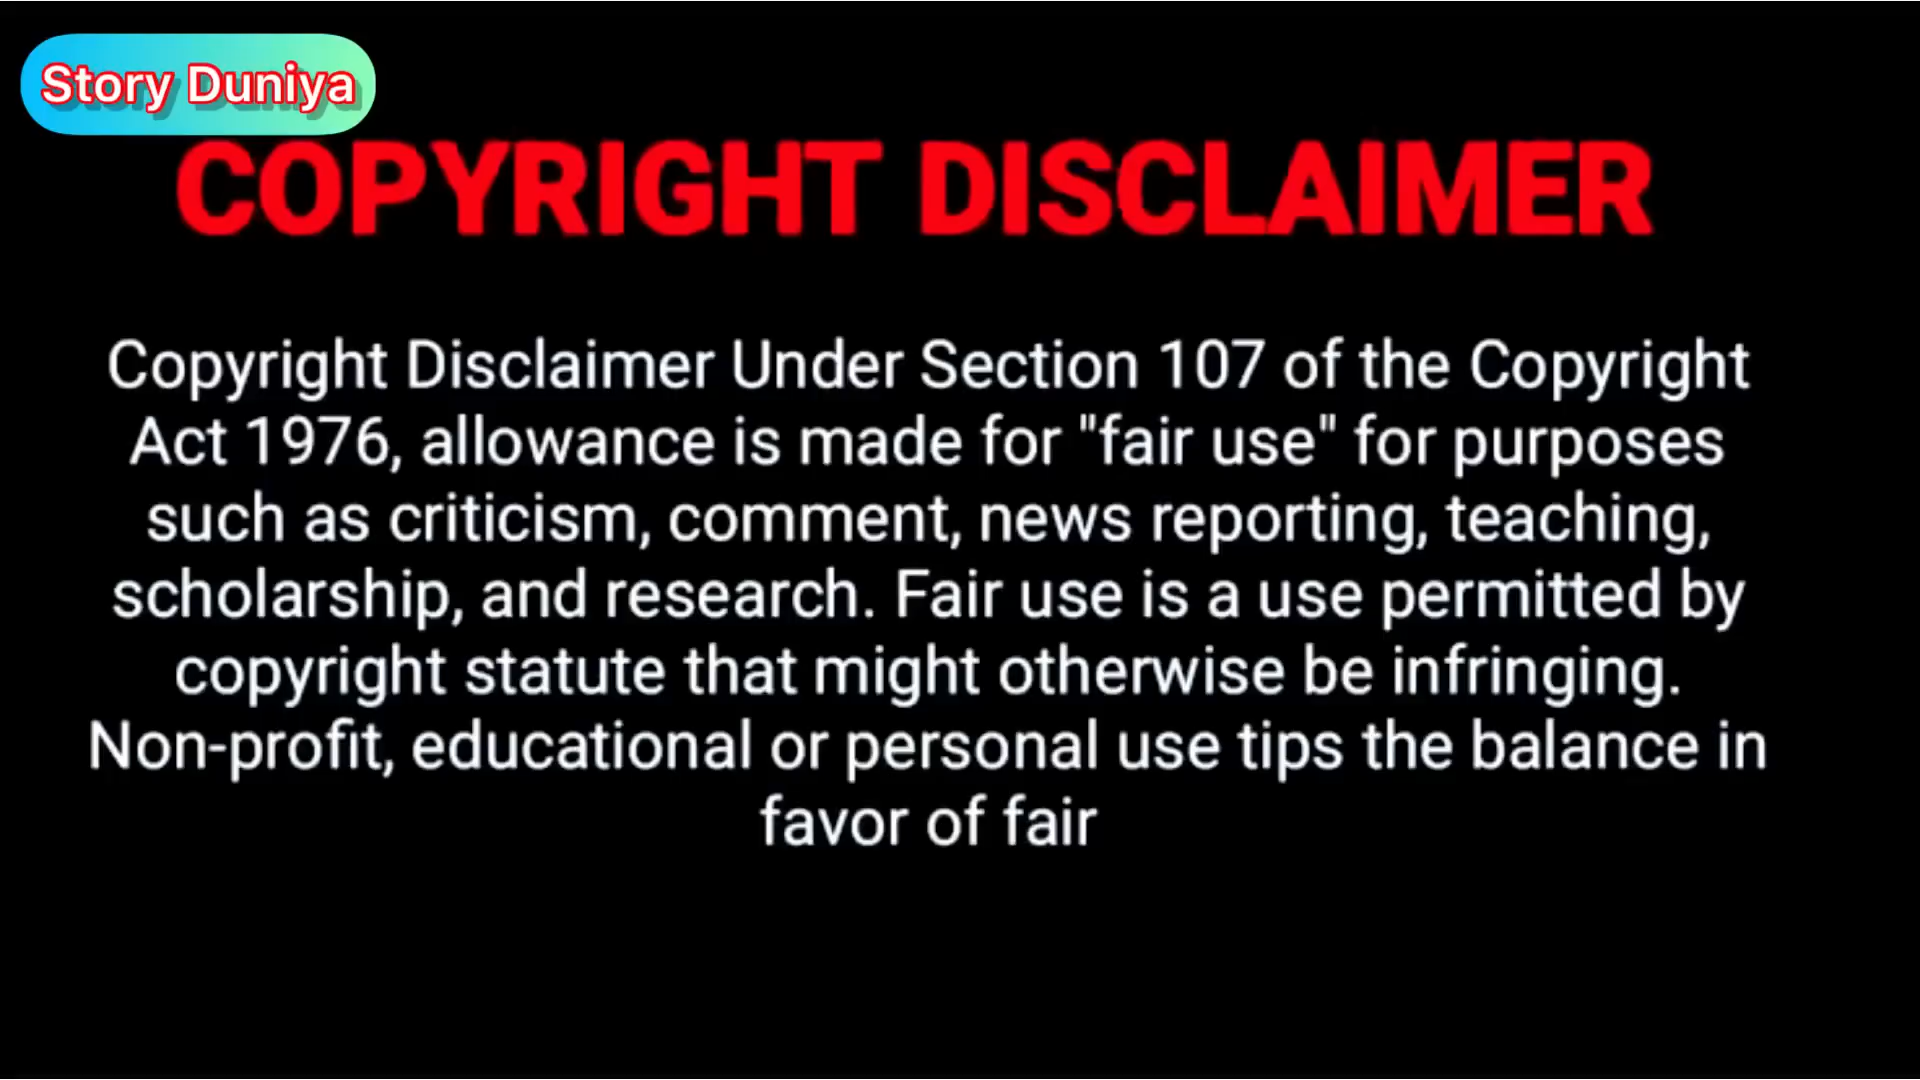 Story Duniya
COPYRIGHT DISCLAIMER
Copyright Disclaimer Under Section 107 of the Copyright
Act 1976, allowance is made for "fair use" for purposes
such as criticism, comment, news reporting, teaching,
scholarship, and research. Fair use is a use permitted by
copyright statute that might otherwise be infringing.
Non-profit, educational or personal use tips the balance in
favor of fair